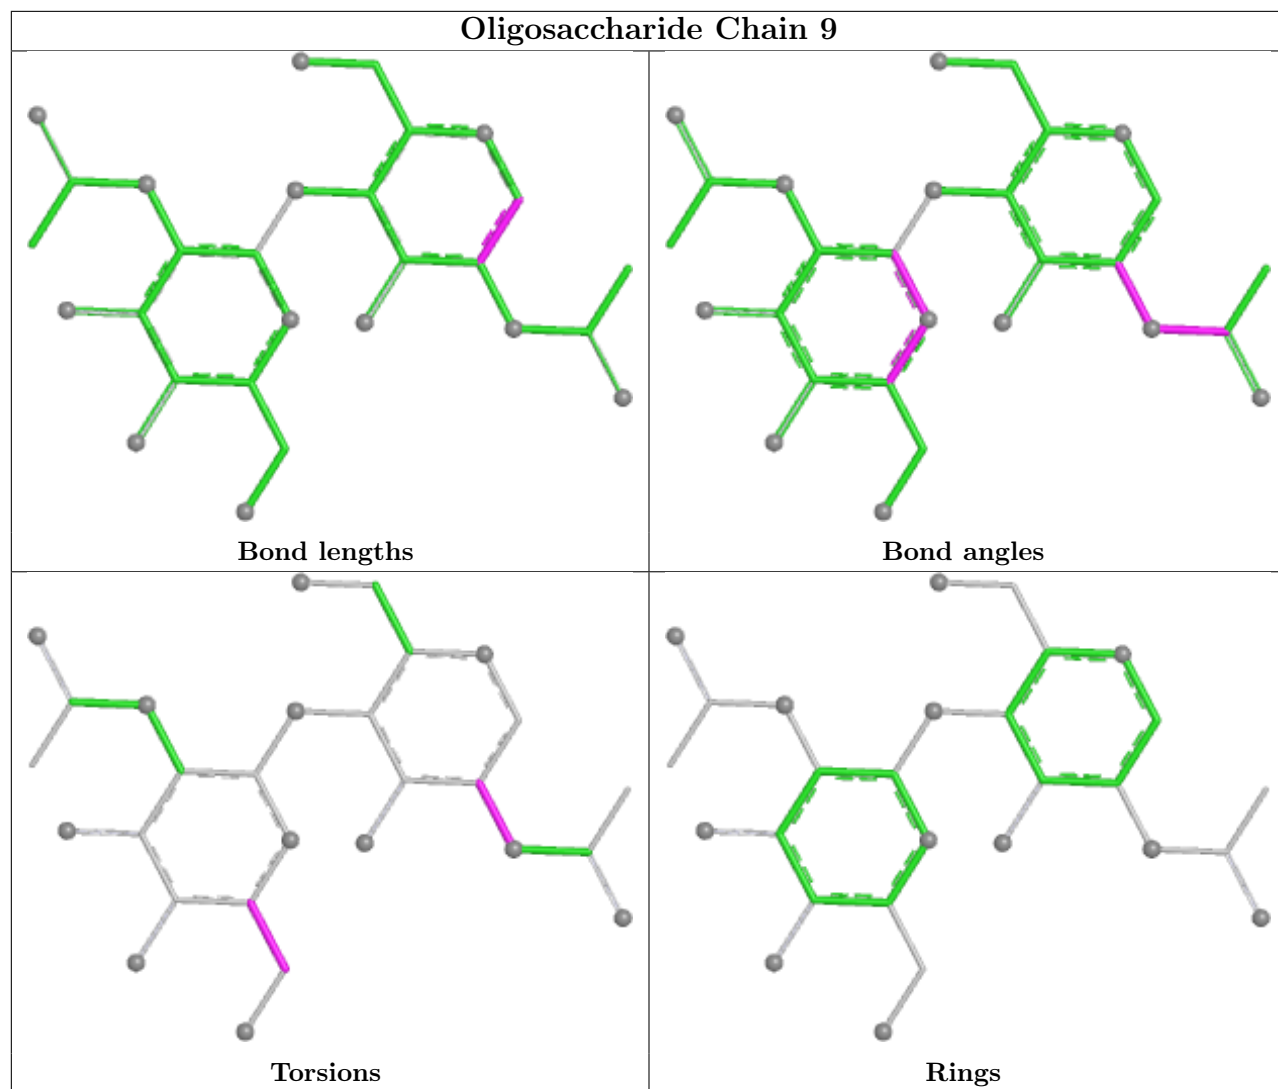 Oligosaccharide Chain 9
Bond lengths
Bond angles
Torsions
Rings